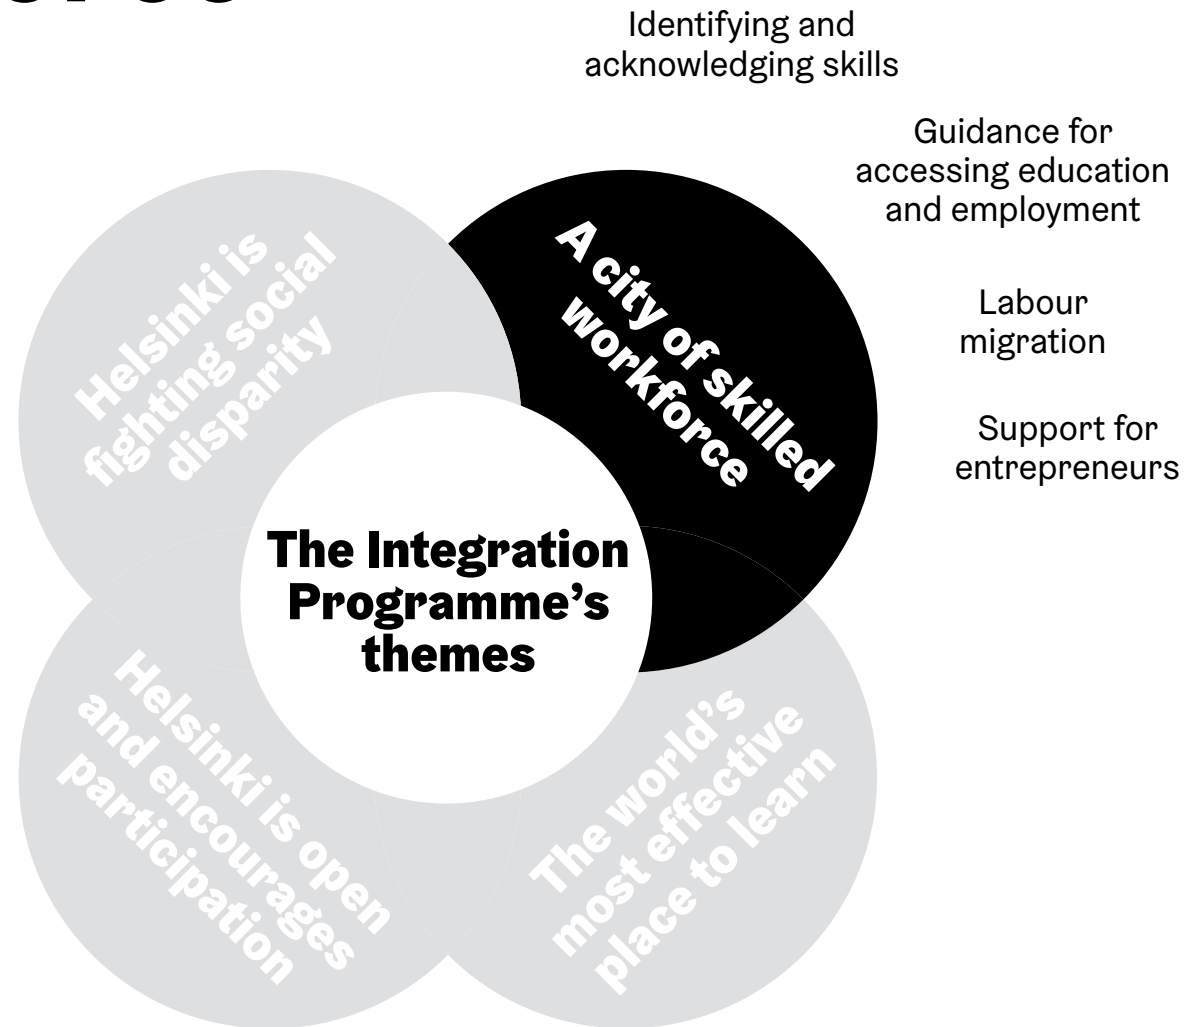 Identifying and
acknowledging skills
Guidance for
accessing education
and employment
Labour
migration
Support for
entrepreneurs
A city of skilled
workforce
Helsinki is
fighting social
disparity
The Integration
Programme’s
themes
Helsinki is open
and encourages
participation
The world’s
most effective
place to learn